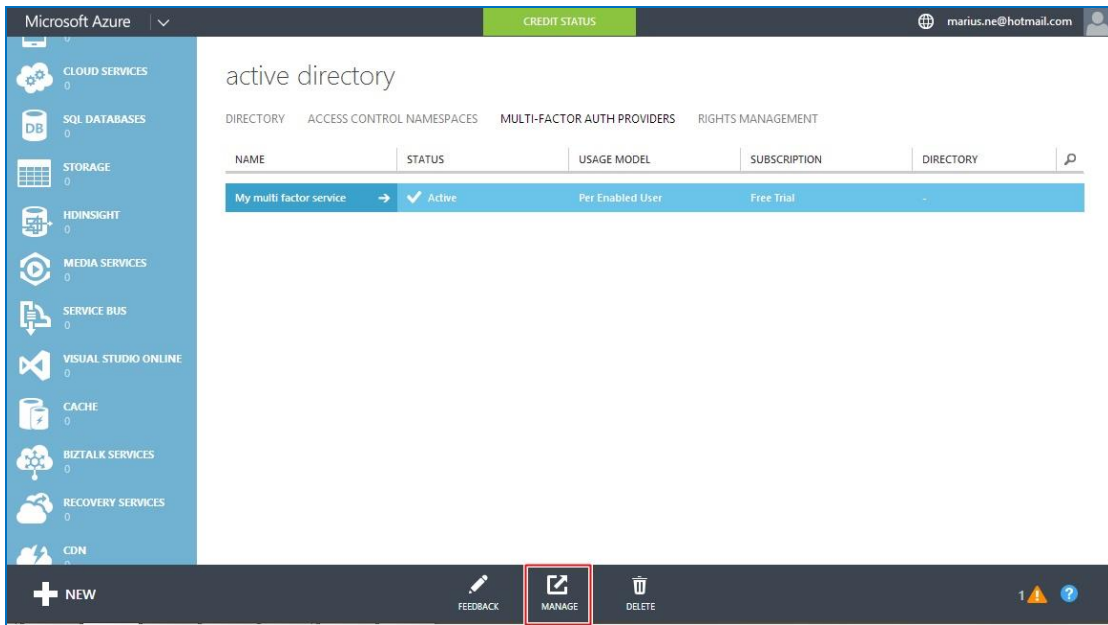 Microsoft Azure
CREDIT STATUS
marius.ne@hotmail.com
0
CLOUD SERVICES
0
SQL DATABASES
0
DB
STORAGE
0
HDINSIGHT
0
MEDIA SERVICES
0
SERVICE BUS
0
VISUAL STUDIO ONLINE
0
CACHE
0
BIZTALK SERVICES
0
RECOVERY SERVICES
0
CDN
active directory
DIRECTORY ACCESS CONTROL NAMESPACES MULTI-FACTOR AUTH PROVIDERS RIGHTS MANAGEMENT
NAME STATUS USAGE MODEL SUBSCRIPTION DIRECTORY
My multi factor service Active Per Enabled User Free Trial -
NEW
FEEDBACK
MANAGE
DELETE
1